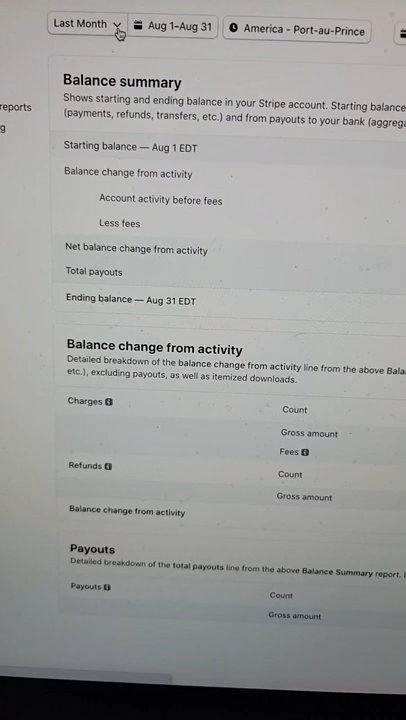 Last Month
Aug 1–Aug 31
America - Port-au-Prince
reports
g
Balance summary
Shows starting and ending balance in your Stripe account. Starting balance
(payments, refunds, transfers, etc.) and from payouts to your bank (aggrega
Starting balance — Aug 1 EDT
Balance change from activity
Account activity before fees
Less fees
Net balance change from activity
Total payouts
Ending balance — Aug 31 EDT
Balance change from activity
Detailed breakdown of the balance change from activity line from the above Bala
etc.), excluding payouts, as well as itemized downloads.
Charges
Count
Gross amount
Fees
Refunds
Count
Gross amount
Balance change from activity
Payouts
Detailed breakdown of the total payouts line from the above Balance Summary report.
Payouts
Count
Gross amount